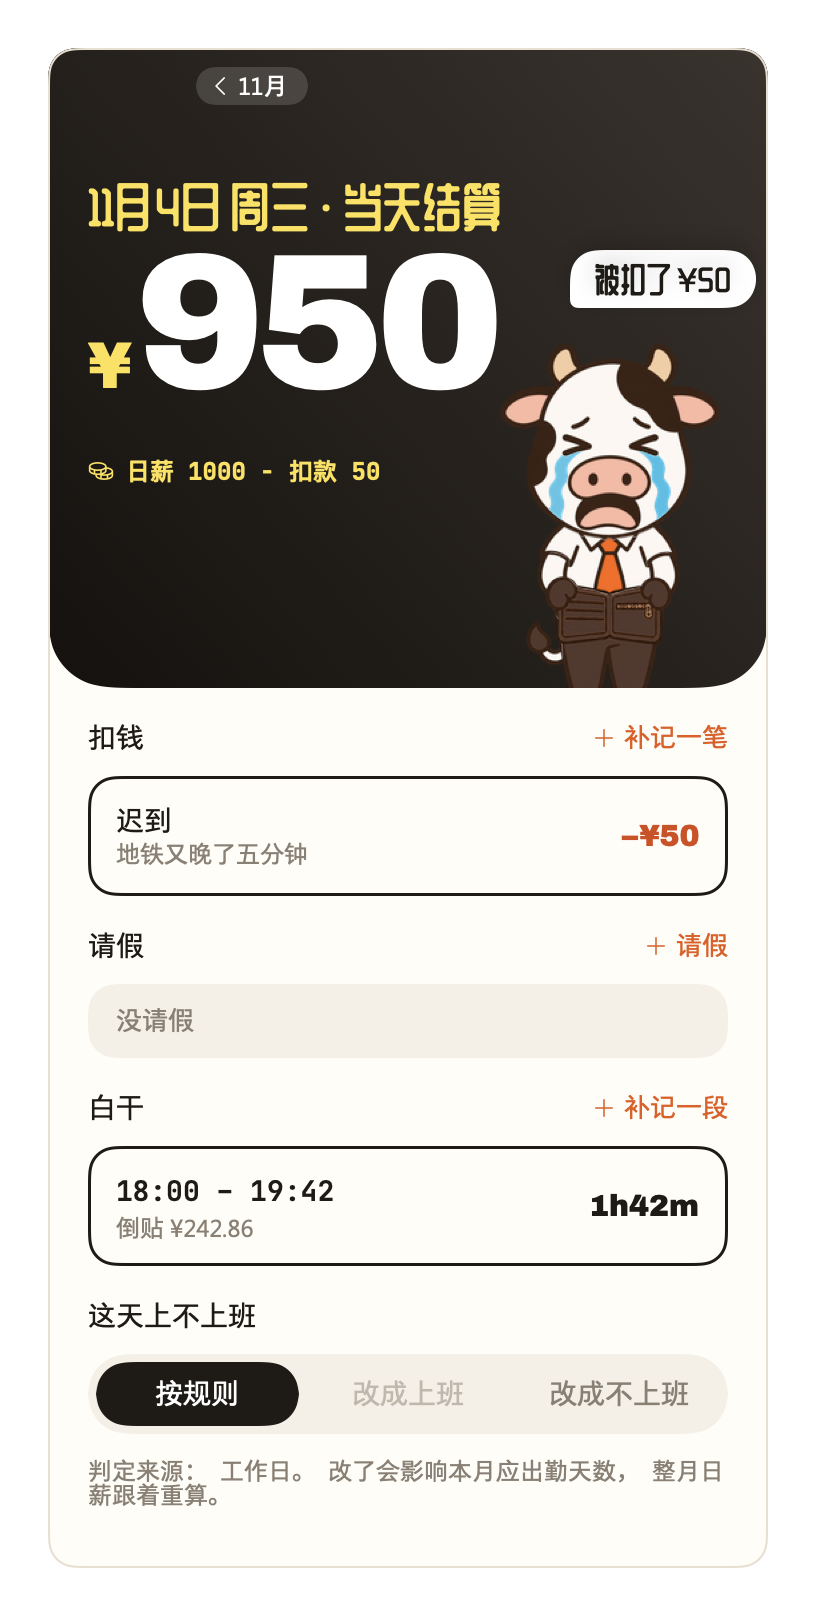 11月
11月4日 周三 · 当天结算
¥950
被扣了 ¥50
日薪 1000 - 扣款 50
扣钱
+ 补记一笔
迟到
地铁又晚了五分钟
–¥50
请假
+ 请假
没请假
白干
+ 补记一段
18:00 – 19:42
倒贴 ¥242.86
1h42m
这天上不上班
按规则
改成上班
改成不上班
判定来源： 工作日。 改了会影响本月应出勤天数， 整月日
薪跟着重算。